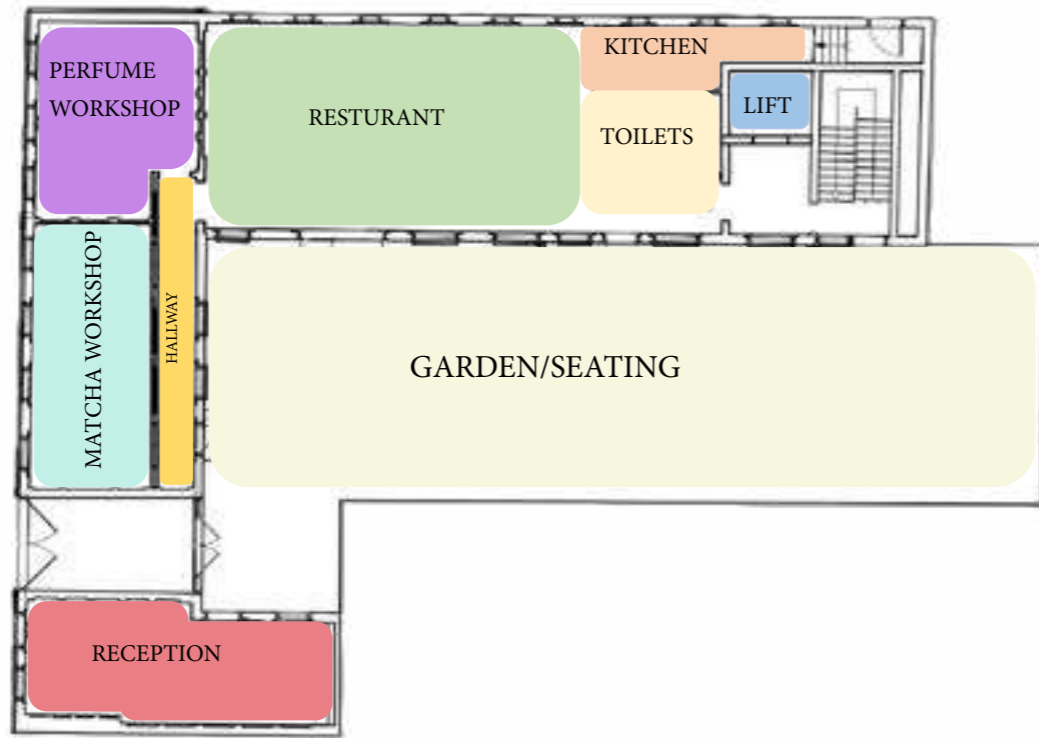 PERFUME
WORKSHOP
RESTURANT
KITCHEN
TOILETS
LIFT
MATCHA WORKSHOP
HALLWAY
GARDEN/SEATING
RECEPTION